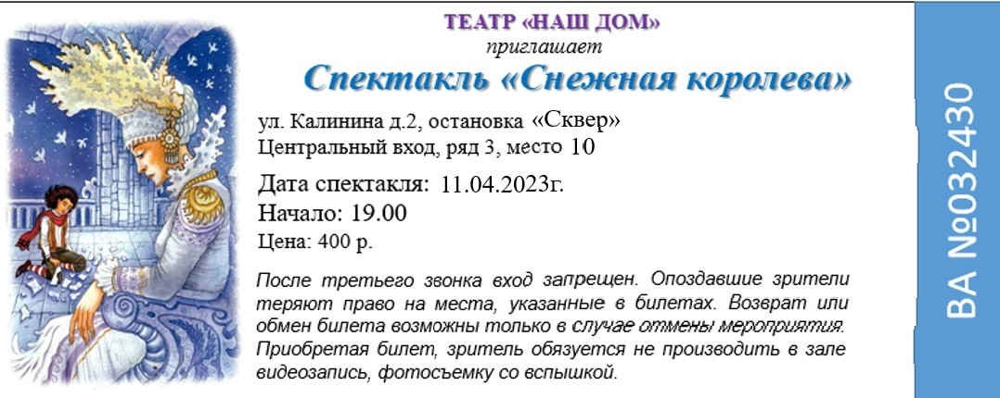 ТЕАТР «НАШ ДОМ»
приглашает
Спектакль «Снежная королева»
ул. Калинина д.2, остановка «Сквер»
Центральный вход, ряд 3, место 10
Дата спектакля: 11.04.2023г.
Начало: 19.00
Цена: 400 р.
После третьего звонка вход запрещен. Опоздавшие зрители
теряют право на места, указанные в билетах. Возврат или
обмен билета возможны только в случае отмены мероприятия.
Приобретая билет, зритель обязуется не производить в зале
видеозапись, фотосъемку со вспышкой.
ВА №032430